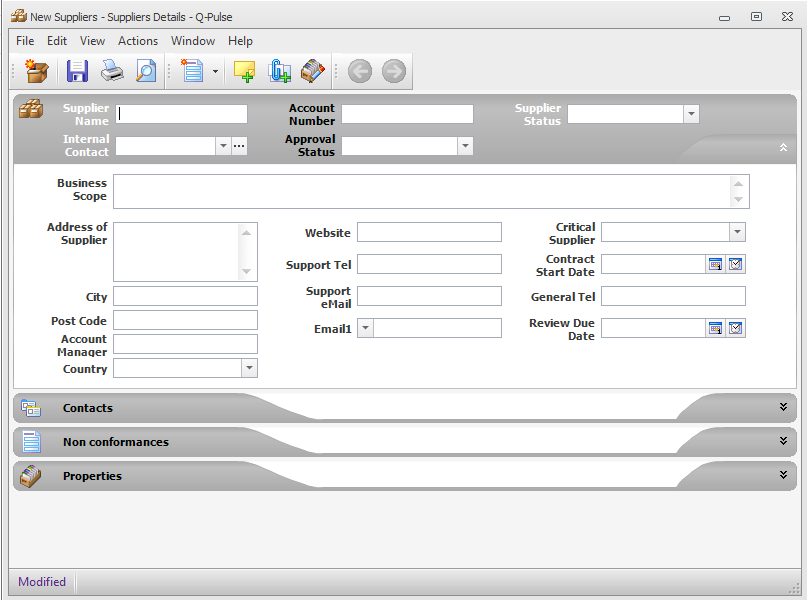 New Suppliers - Suppliers Details - Q-Pulse
File Edit View Actions Window Help
Supplier
Name
Account
Number
Supplier
Status
Internal
Contact
Approval
Status
Business
Scope
Address of
Supplier
Website
Critical
Supplier
Support Tel
Contract
Start Date
City
Support
eMail
General Tel
Post Code
Email1
Review Due
Date
Account
Manager
Country
Contacts
Non conformances
Properties
Modified